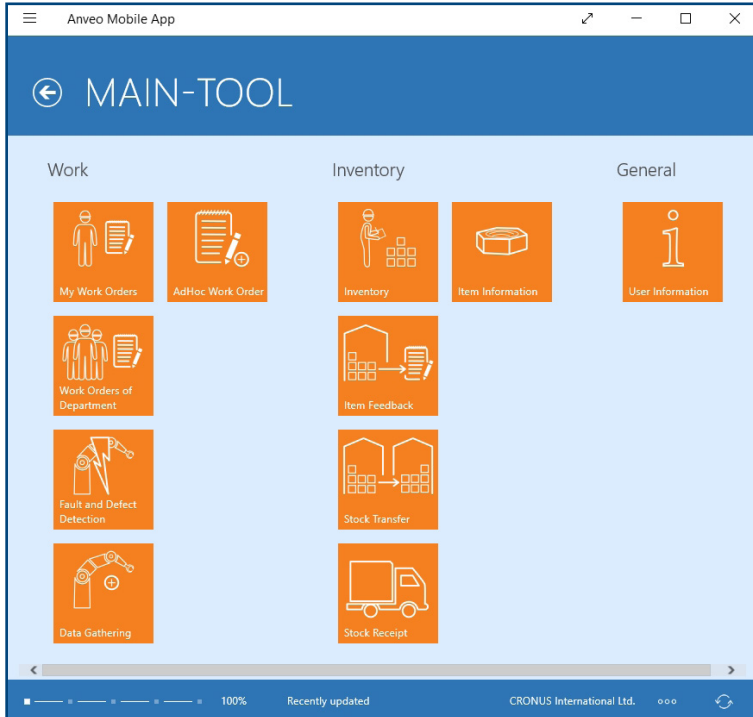 Anveo Mobile App
MAIN-TOOL
Work
My Work Orders
AdHoc Work Order
Work Orders of
Department
Fault and Defect
Detection
Data Gathering
Inventory
Inventory
Item Information
Item Feedback
Stock Transfer
Stock Receipt
General
User Information
100%
Recently updated
CRONUS International Ltd.